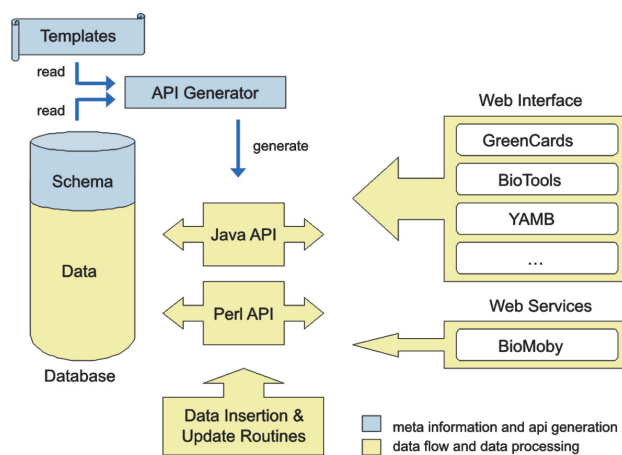 Templates
read
read
API Generator
generate
Schema
Data
Database
Java API
Perl API
Data Insertion &
Update Routines
Web Interface
GreenCards
BioTools
YAMB
...
Web Services
BioMoby
meta information and api generation
data flow and data processing